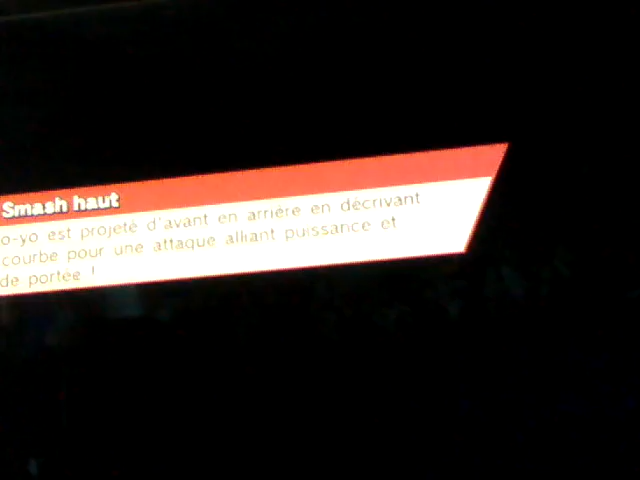 Smash haut
o-yo est projeté d'avant en arrière en décrivant
courbe pour une attaque alliant puissance et
de portée !